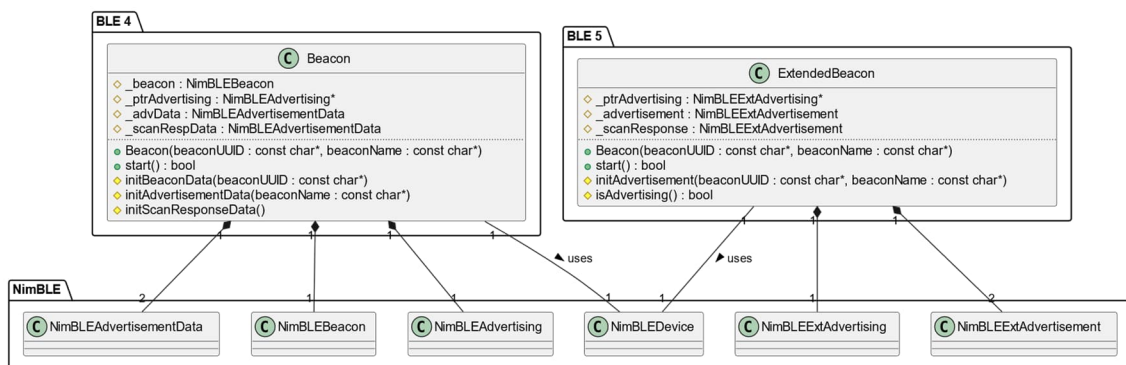 BLE 4
C Beacon
_beacon : NimBLEBeacon
_ptrAdvertising : NimBLEAdvertising*
_advData : NimBLEAdvertisementData
_scanRespData : NimBLEAdvertisementData
Beacon(beaconUUID : const char*, beaconName : const char*)
start() : bool
initBeaconData(beaconUUID : const char*)
initAdvertisementData(beaconName : const char*)
initScanResponseData()
BLE 5
C ExtendedBeacon
_ptrAdvertising : NimBLEExtAdvertising*
_advertisement : NimBLEExtAdvertisement
_scanResponse : NimBLEExtAdvertisement
Beacon(beaconUUID : const char*, beaconName : const char*)
start() : bool
initAdvertisement(beaconUUID : const char*, beaconName : const char*)
isAdvertising() : bool
1 1 1 1 1 1 1
uses uses
NimBLE
2 1 1 1 1 1 2
C NimBLEAdvertisementData
C NimBLEBeacon
C NimBLEAdvertising
C NimBLEDevice
C NimBLEExtAdvertising
C NimBLEExtAdvertisement